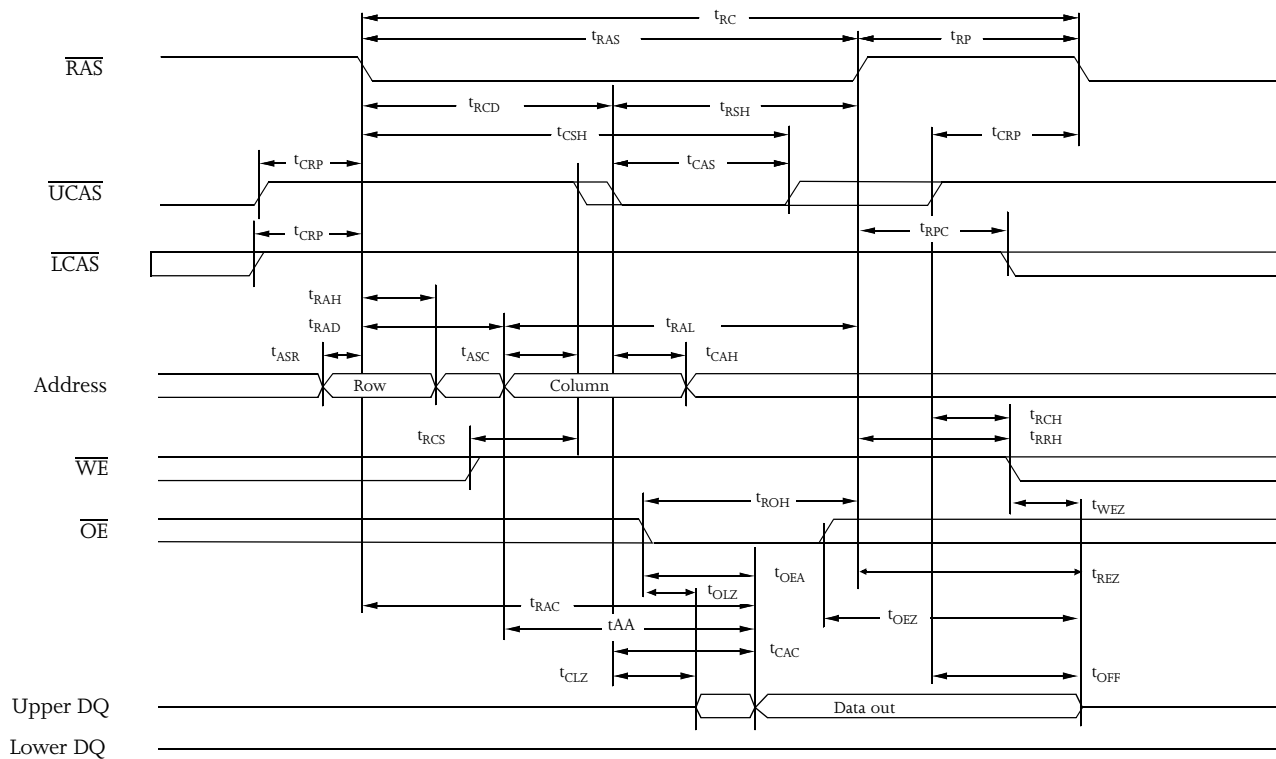 tRC
tRAS
tRP
RAS
tRCD
tRSH
tCSH
tCRP
tCRP
tCAS
UCAS
tCRP
tRPC
LCAS
tRAH
tRAD
tRAL
tASR
tASC
tCAH
Address
Row
Column
tRCH
tRCS
tRRH
WE
tROH
tWEZ
OE
tOEA
tREZ
tOLZ
tRAC
tOEZ
tAA
tCAC
tCLZ
tOFF
Upper DQ
Data out
Lower DQ